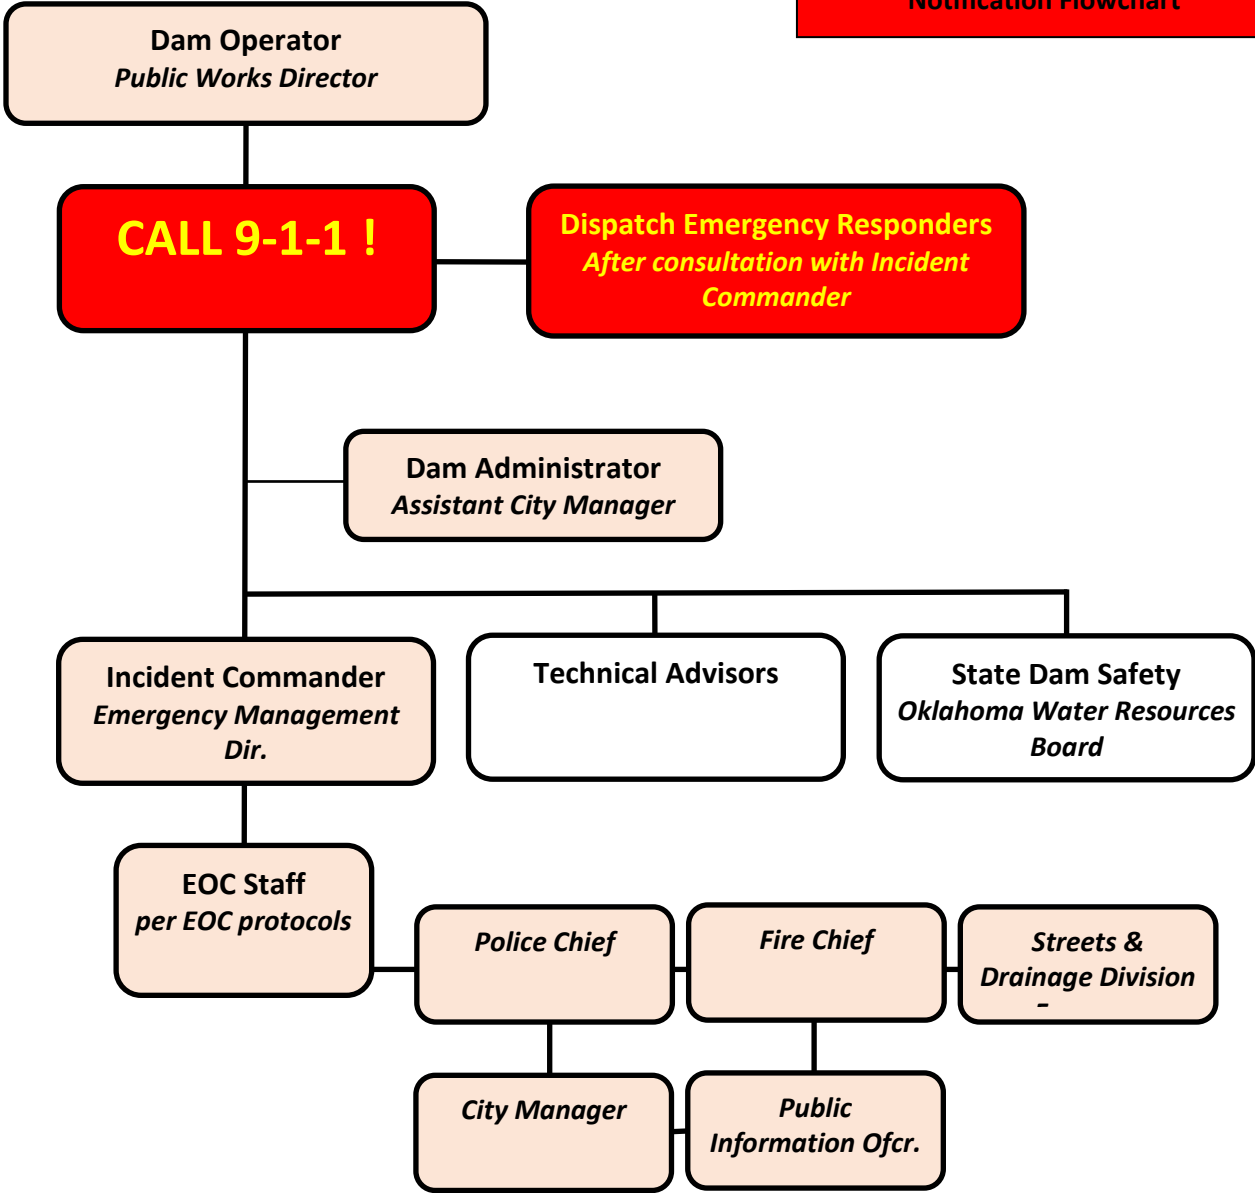 Notification Flowchart
Dam Operator
Public Works Director
CALL 9-1-1 !
Dispatch Emergency Responders
After consultation with Incident
Commander
Dam Administrator
Assistant City Manager
Incident Commander
Emergency Management
Dir.
Technical Advisors
State Dam Safety
Oklahoma Water Resources
Board
EOC Staff
per EOC protocols
Police Chief
Fire Chief
Streets &
Drainage Division
City Manager
Public
Information Ofcr.